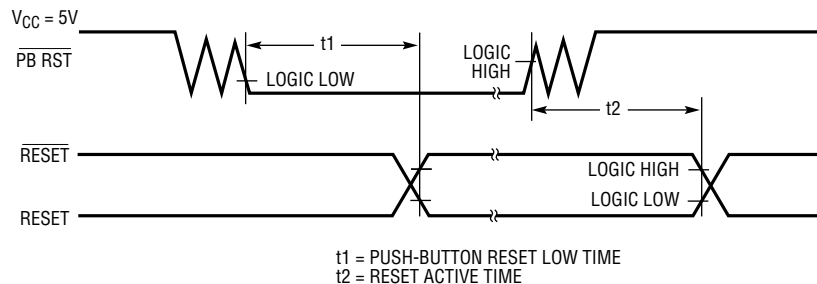 VCC = 5V
PB RST
t1
LOGIC LOW
LOGIC
HIGH
t2
RESET
LOGIC HIGH
LOGIC LOW
RESET
t1 = PUSH-BUTTON RESET LOW TIME
t2 = RESET ACTIVE TIME